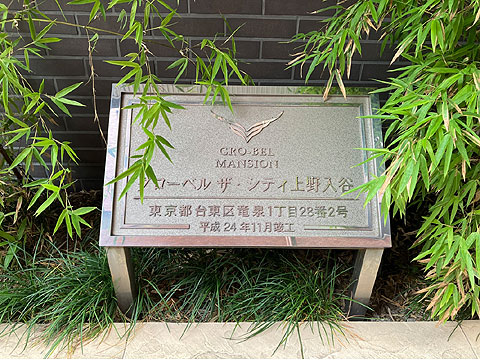 GRO-BEL
MANSION
グローベル ザ・シティ上野入谷
東京都台東区竜泉1丁目28番2号
平成24年11月竣工